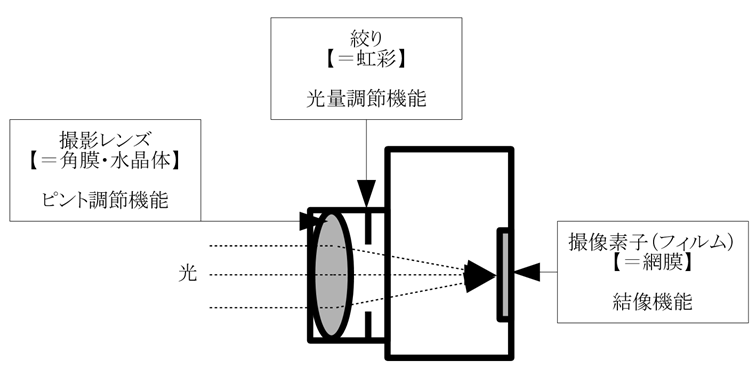 絞り
【＝虹彩】
光量調節機能
撮影レンズ
【＝角膜・水晶体】
ピント調節機能
光
撮像素子（フィルム）
【＝網膜】
結像機能